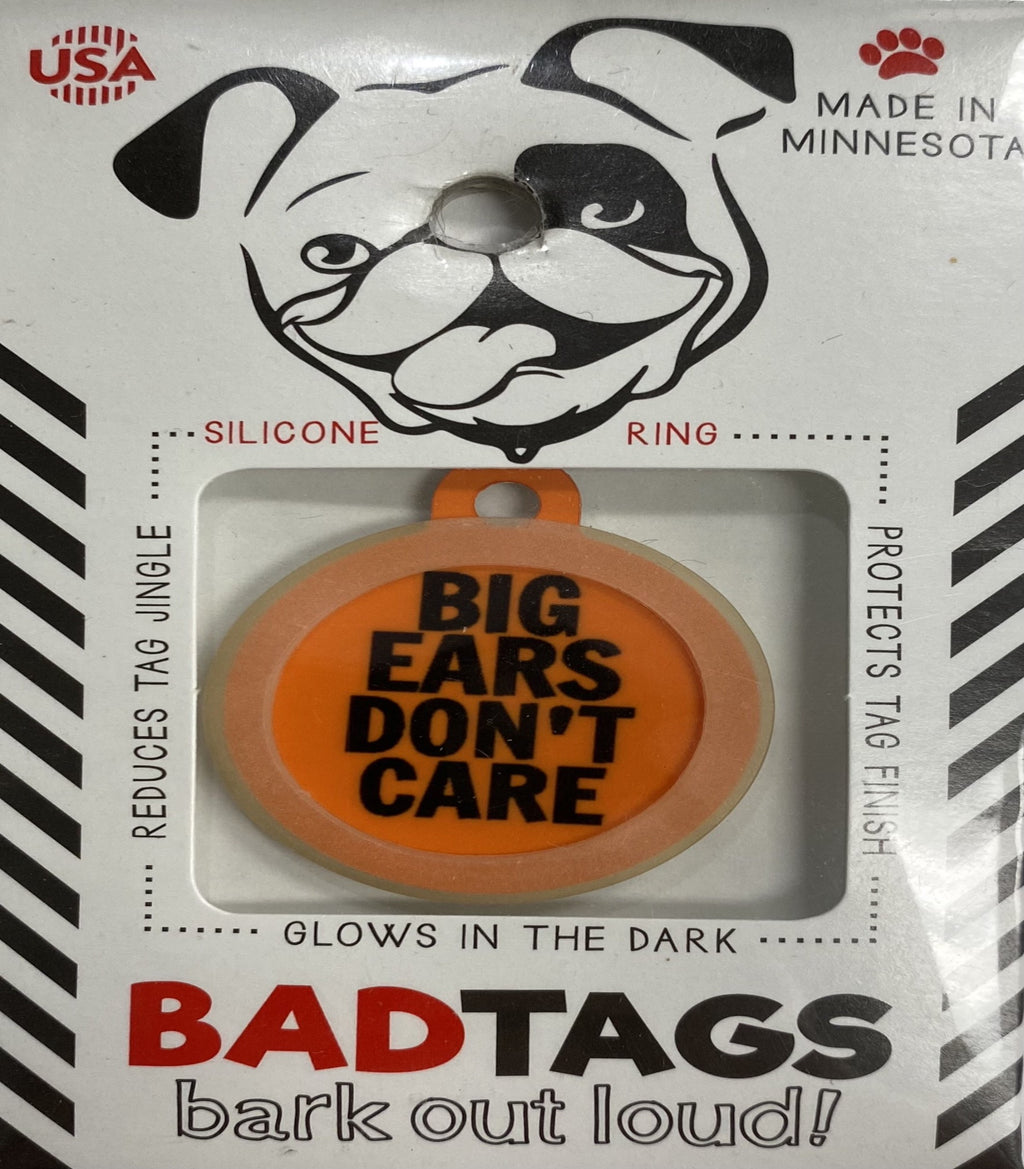 USA
MADE IN
MINNESOTA
SILICONE RING
REDUCES TAG JINGLE
PROTECTS TAG FINISH
BIG
EARS
DON'T
CARE
GLOWS IN THE DARK
BADTAGS
bark out loud!